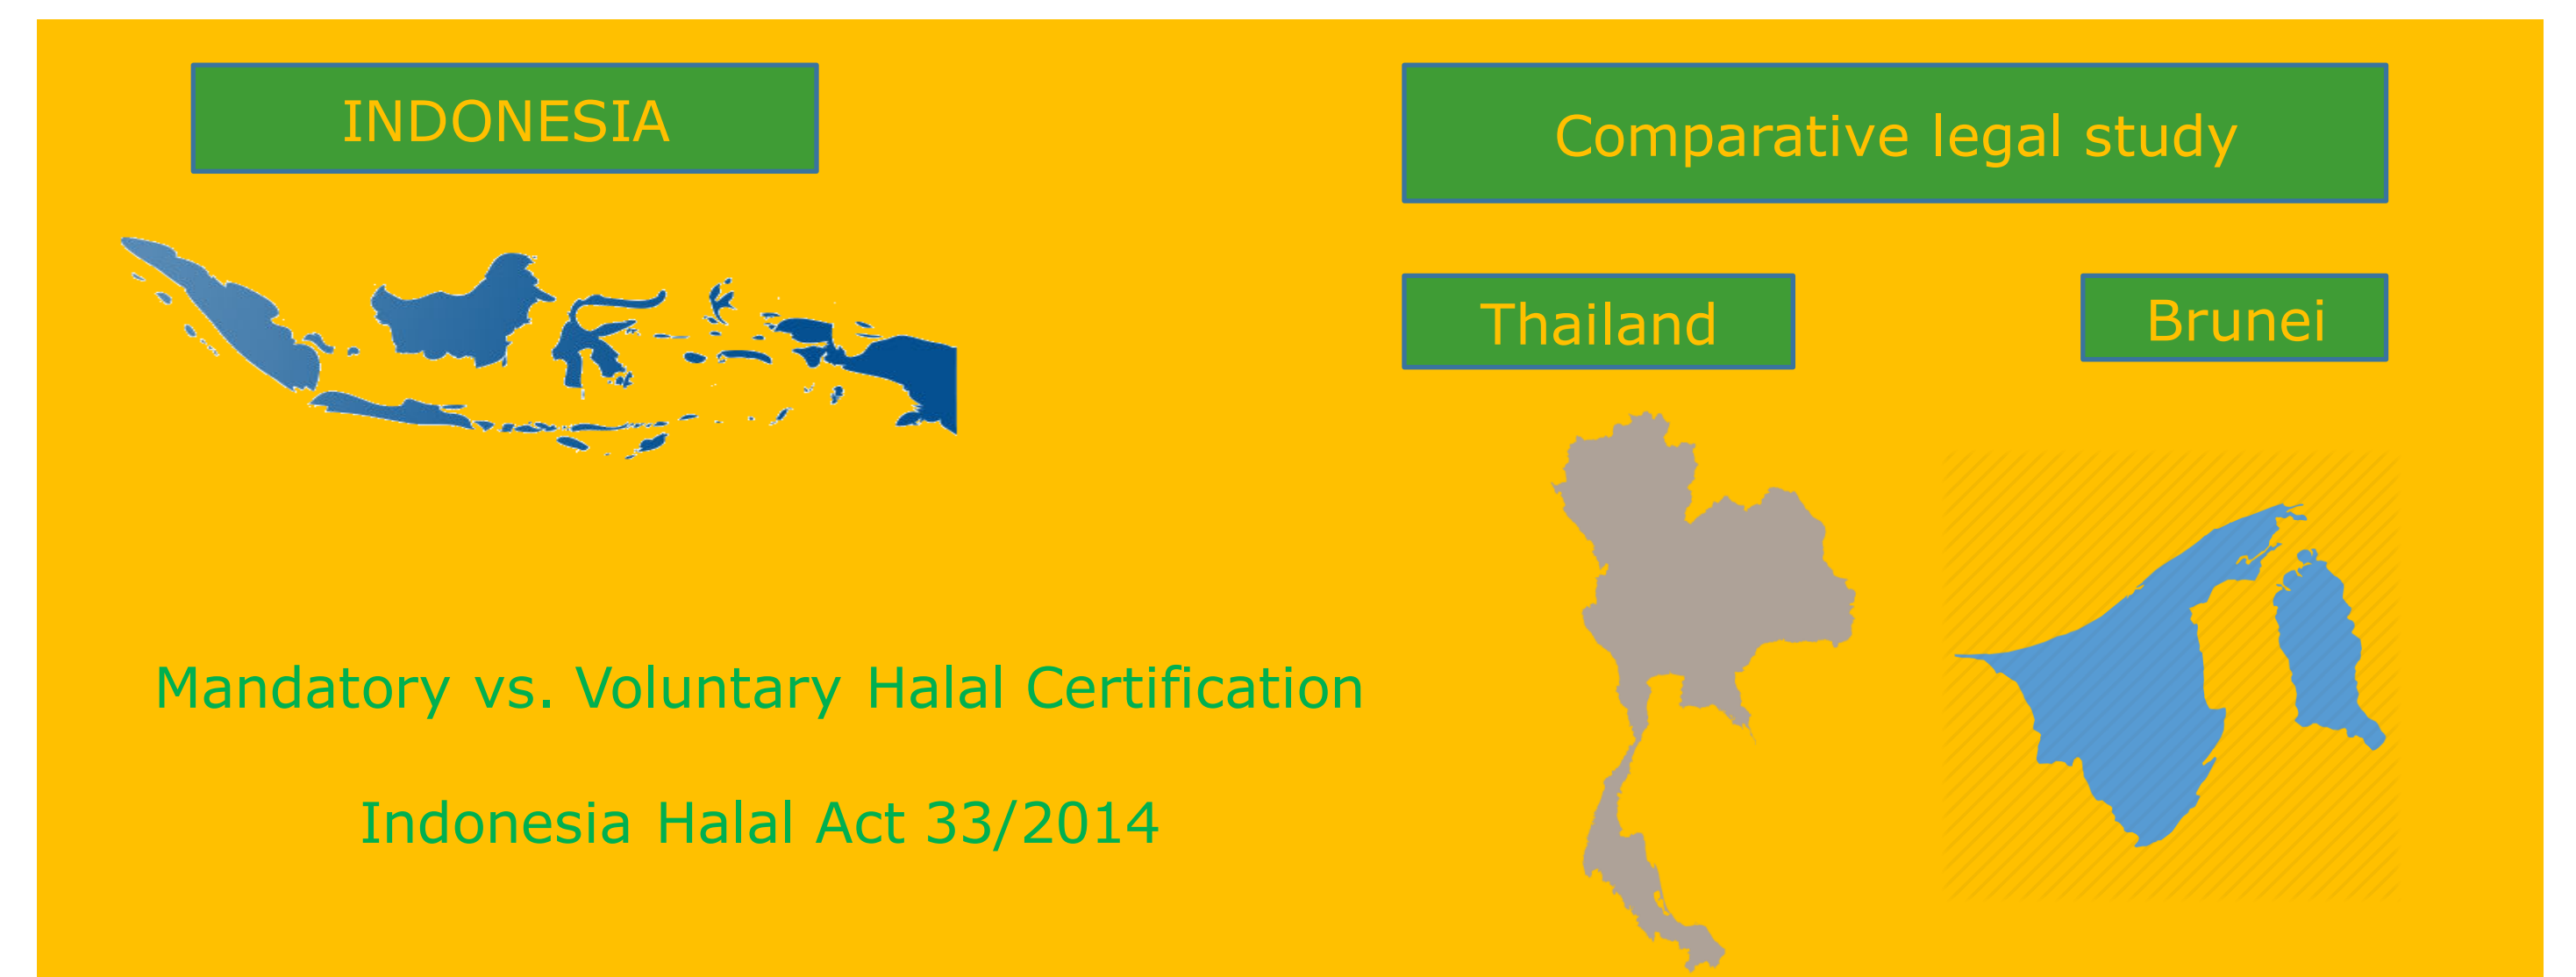 INDONESIA
Mandatory vs. Voluntary Halal Certification
Indonesia Halal Act 33/2014
Comparative legal study
Thailand
Brunei